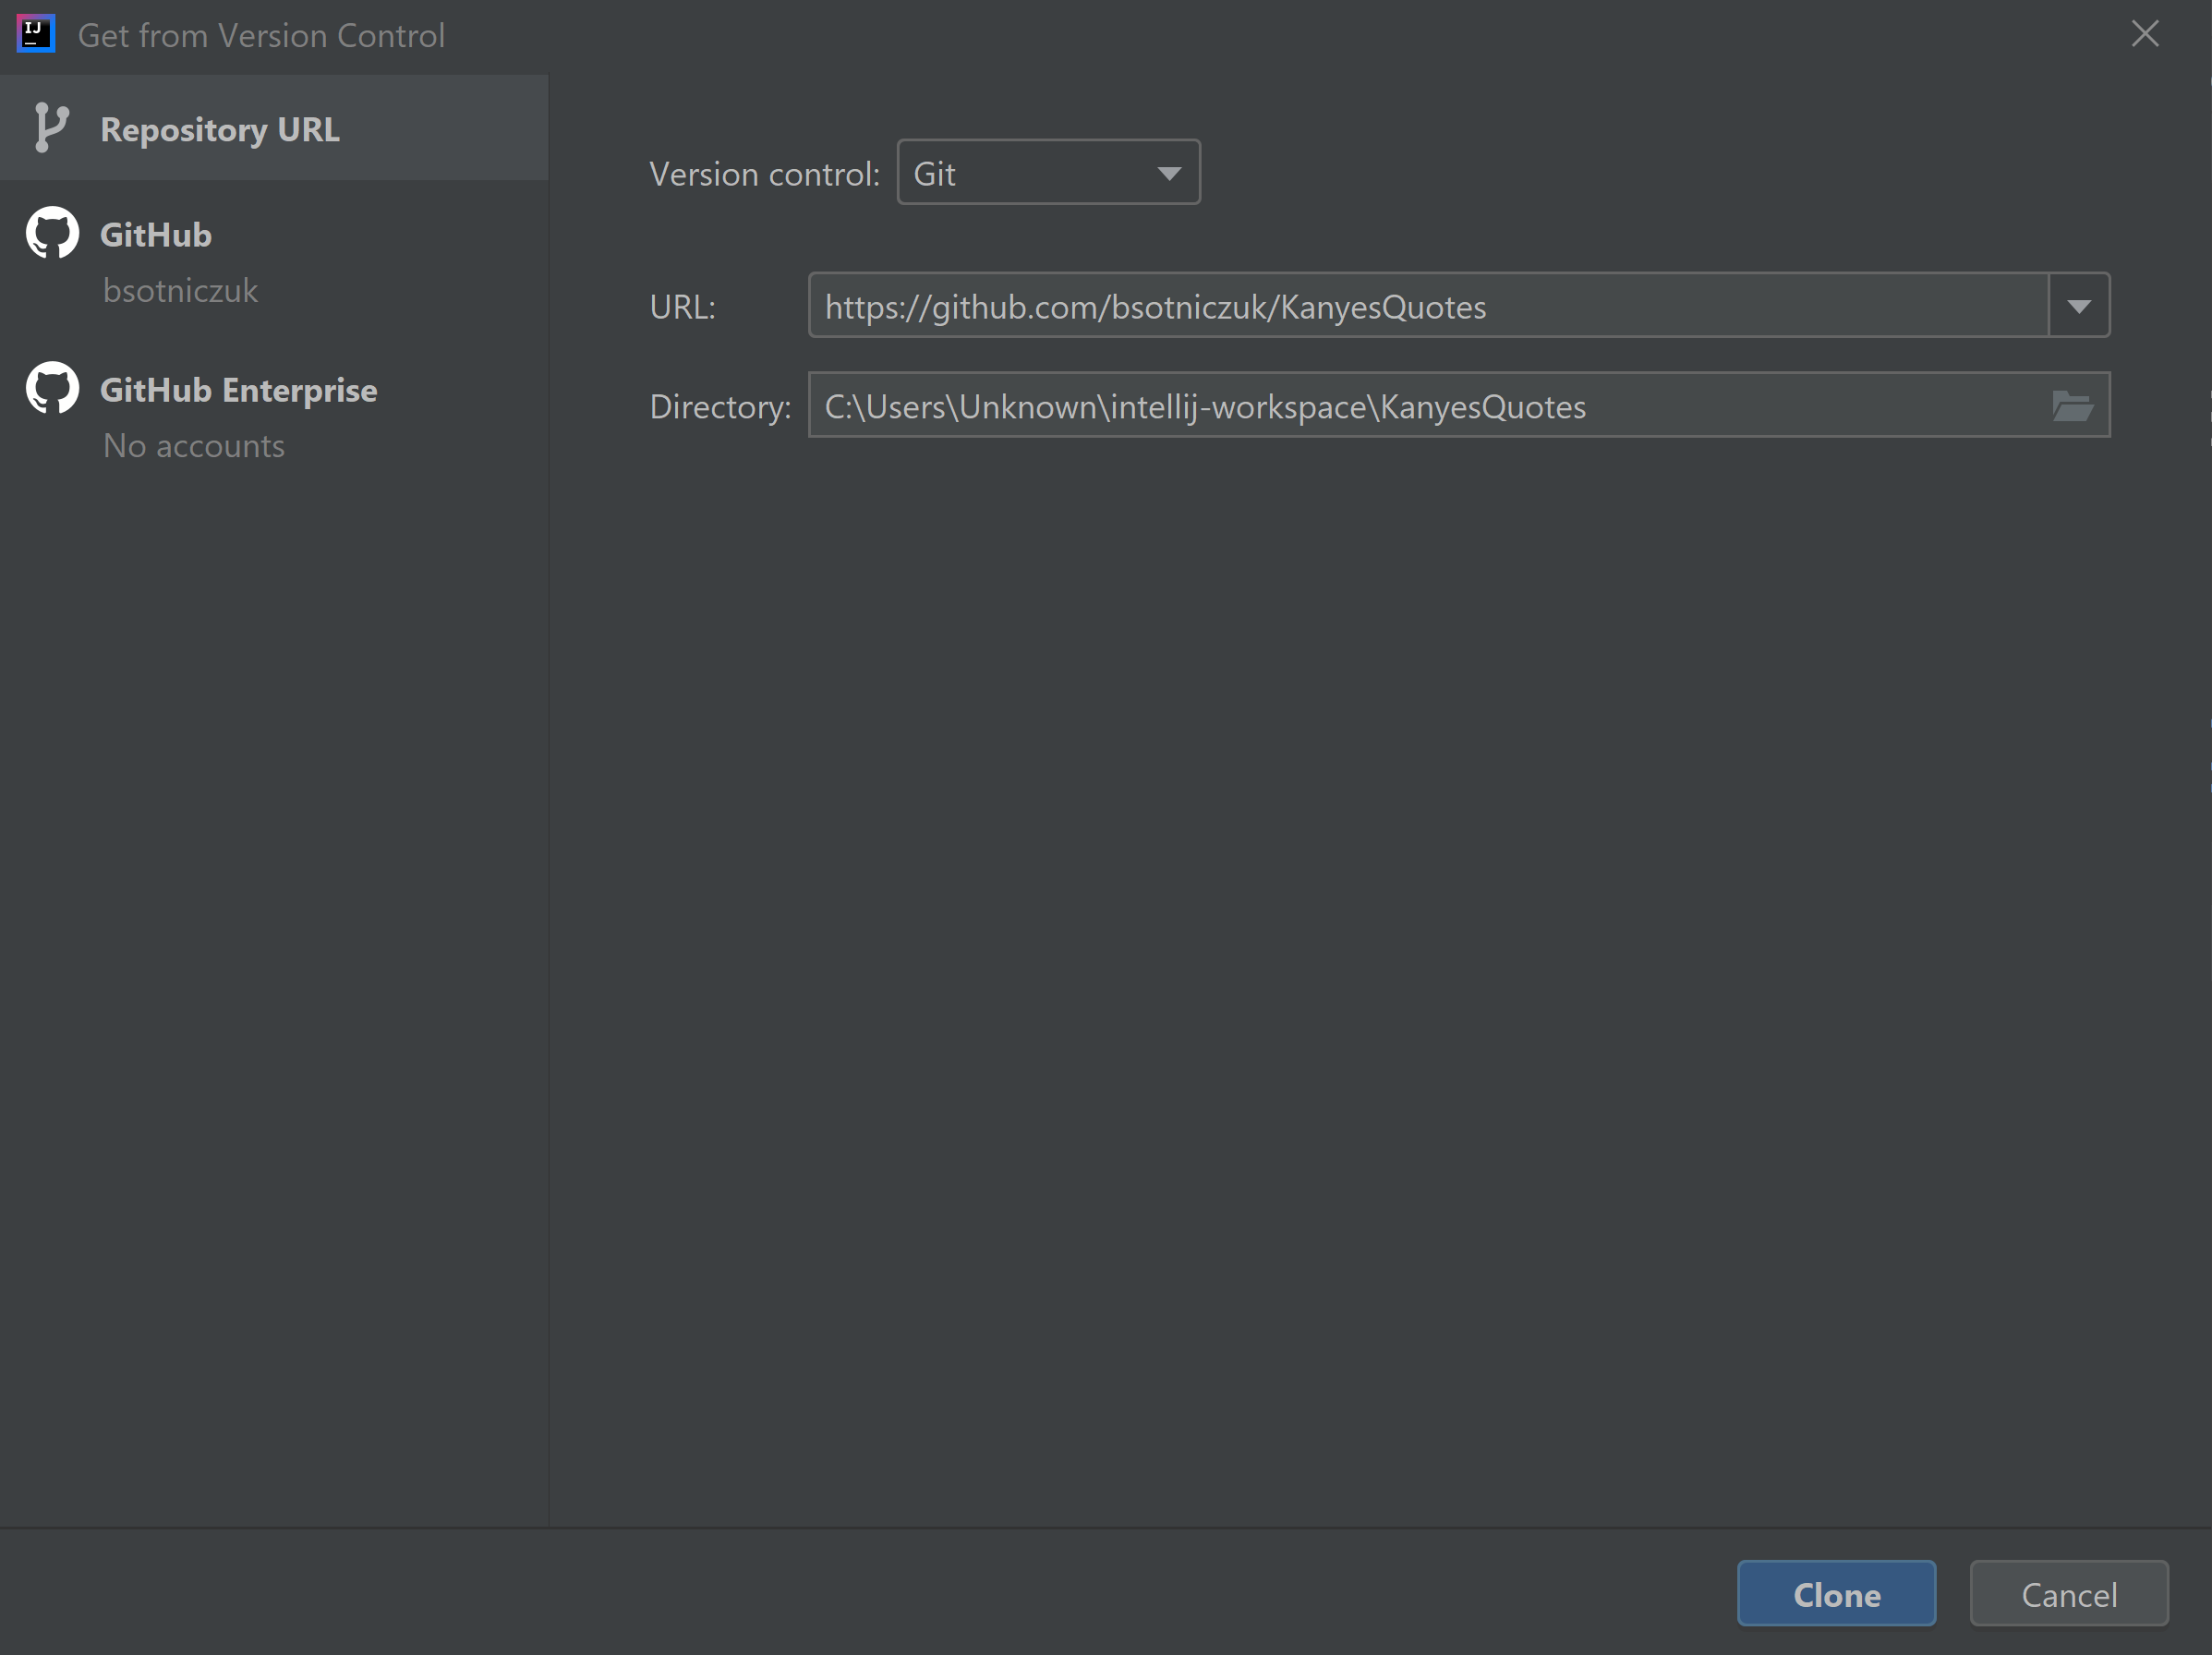 IJ
Get from Version Control
Repository URL
GitHub
bsotniczuk
GitHub Enterprise
No accounts
Version control: Git
URL: https://github.com/bsotniczuk/KanyesQuotes
Directory: C:\Users\Unknown\intellij-workspace\KanyesQuotes
Clone Cancel